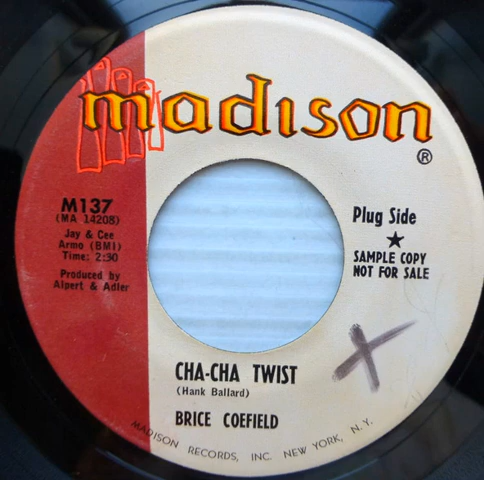 madison
®
M137
(MA 14208)
Jay & Cee
Armo (BMI)
Time: 2:30
Produced by
Alpert & Adler
Plug Side
★
SAMPLE COPY
NOT FOR SALE
CHA-CHA TWIST
(Hank Ballard)
BRICE COEFIELD
MADISON RECORDS, INC. NEW YORK, N.Y.